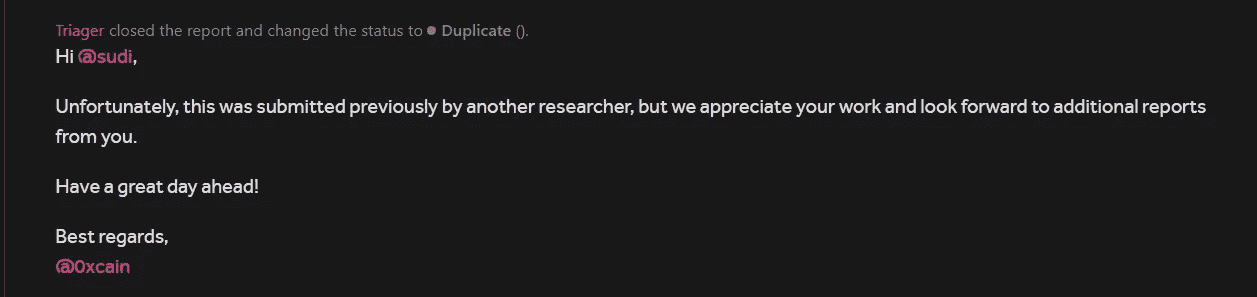 Triager closed the report and changed the status to Duplicate ().
Hi @sudi,
Unfortunately, this was submitted previously by another researcher, but we appreciate your work and look forward to additional reports
from you.
Have a great day ahead!
Best regards,
@0xcain